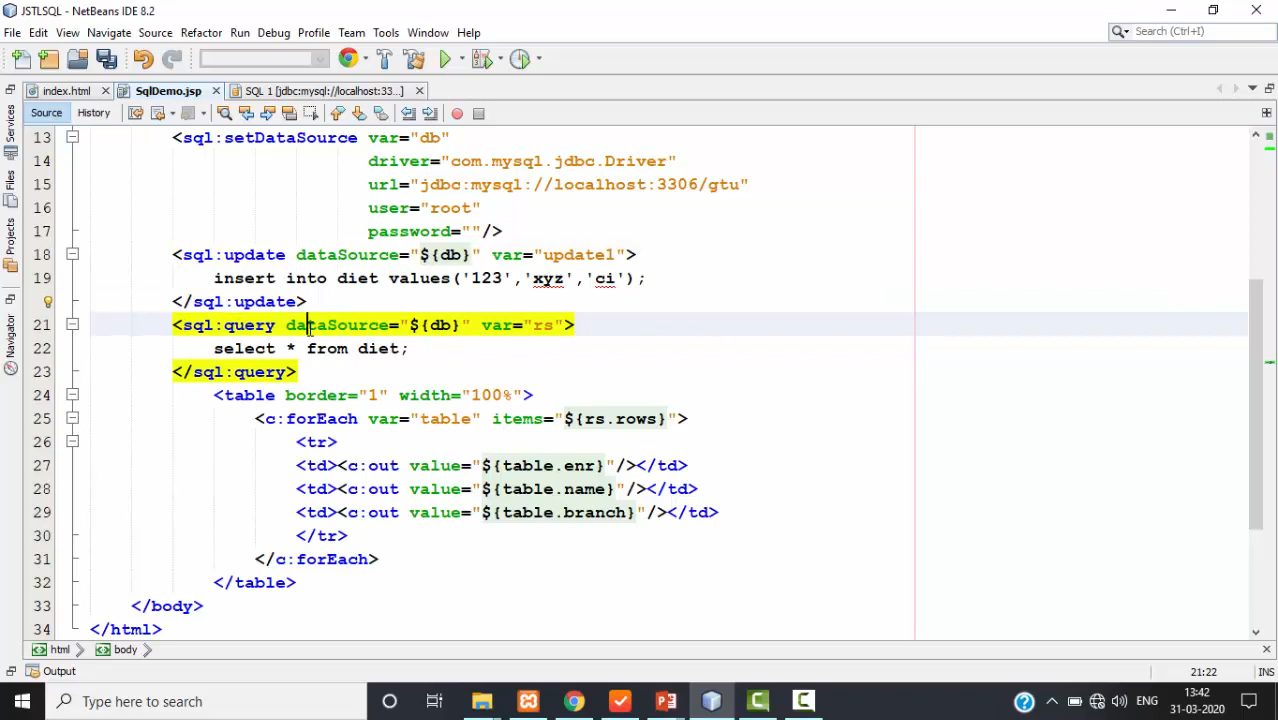 JSTLSQL - NetBeans IDE 8.2
File Edit View Navigate Source Refactor Run Debug Profile Team Tools Window Help
Search (Ctrl+I)
index.html SqlDemo.jsp SQL 1 [jdbc:mysql://localhost:33...]
Source History
Services
Files
Projects
Navigator
13 <sql:setDataSource var="db"
14 driver="com.mysql.jdbc.Driver"
15 url="jdbc:mysql://localhost:3306/gtu"
16 user="root"
17 password=""/>
18 <sql:update dataSource="${db}" var="update1">
19 insert into diet values('123','xyz','ci');
</sql:update>
21 <sql:query dataSource="${db}" var="rs">
22 select * from diet;
23 </sql:query>
24 <table border="1" width="100%">
25 <c:forEach var="table" items="${rs.rows}">
26 <tr>
27 <td><c:out value="${table.enr}"/></td>
28 <td><c:out value="${table.name}"/></td>
29 <td><c:out value="${table.branch}"/></td>
30 </tr>
31 </c:forEach>
32 </table>
33 </body>
34 </html>
html body
Output
21:22 INS
Type here to search
ENG
13:42
31-03-2020